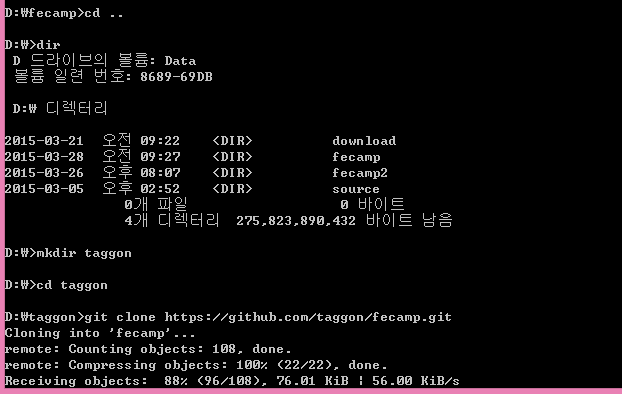 D:₩fecamp>cd ..
D:₩>dir
D 드라이브의 볼륨: Data
볼륨 일련 번호: 8689-69DB
D:₩ 디렉터리
2015-03-21  오전 09:22    <DIR>          download
2015-03-28  오전 09:27    <DIR>          fecamp
2015-03-26  오후 08:07    <DIR>          fecamp2
2015-03-05  오후 02:52    <DIR>          source
0개 파일                   0 바이트
4개 디렉터리  275,823,890,432 바이트 남음
D:₩>mkdir taggon
D:₩>cd taggon
D:₩taggon>git clone https://github.com/taggon/fecamp.git
Cloning into 'fecamp'...
remote: Counting objects: 108, done.
remote: Compressing objects: 100% (22/22), done.
Receiving objects:  88% (96/108), 76.01 KiB | 56.00 KiB/s